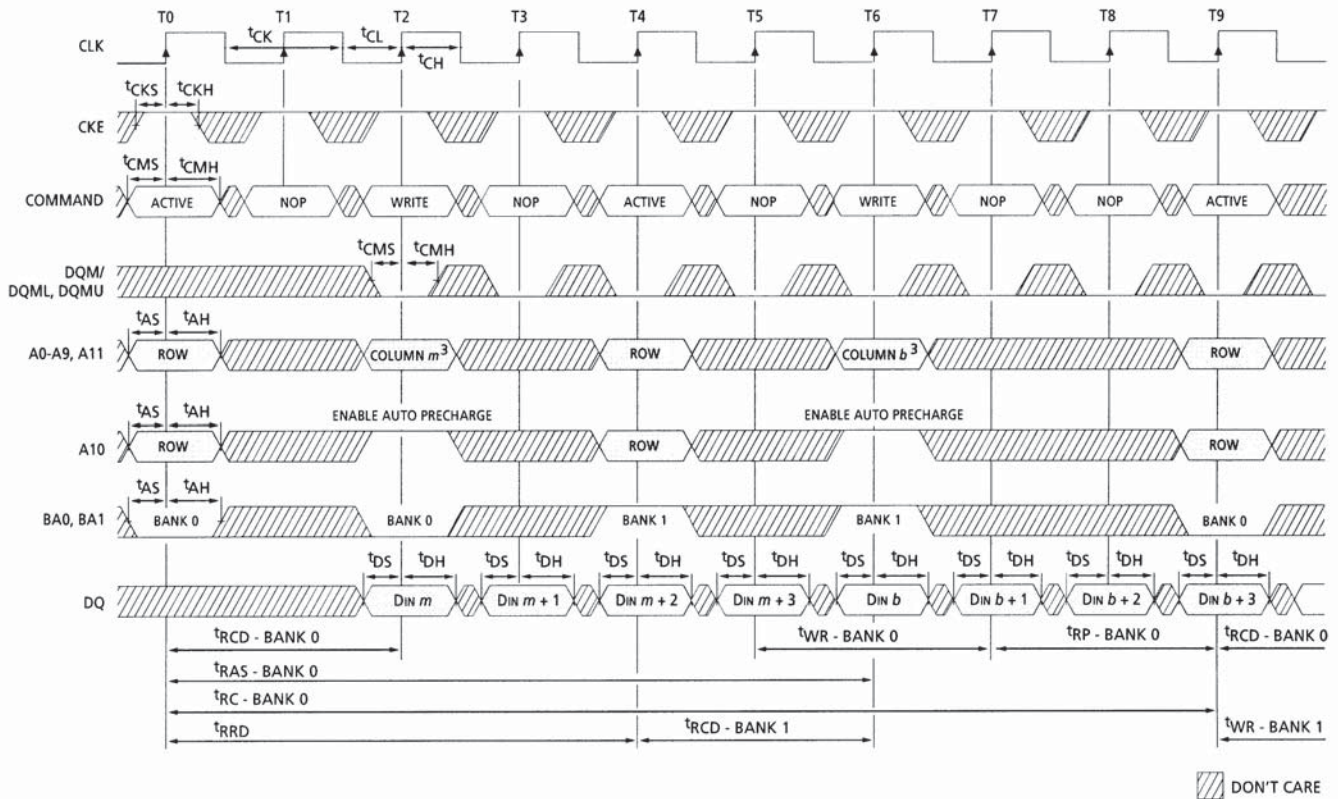 T0 T1 T2 T3 T4 T5 T6 T7 T8 T9
CLK
tCK tCL
tCH
tCKS tCKH
CKE
tCMS tCMH
COMMAND ACTIVE NOP WRITE NOP ACTIVE NOP WRITE NOP NOP ACTIVE
tCMS tCMH
DQM/
DQML, DQMU
tAS tAH
A0-A9, A11 ROW COLUMN m³ ROW COLUMN b³ ROW
tAS tAH ENABLE AUTO PRECHARGE ENABLE AUTO PRECHARGE
A10 ROW ROW ROW
tAS tAH
BA0, BA1 BANK 0 BANK 0 BANK 1 BANK 1 BANK 0
tDS tDH tDS tDH tDS tDH tDS tDH tDS tDH tDS tDH tDS tDH tDS tDH
DQ DIN m DIN m + 1 DIN m + 2 DIN m + 3 DIN b DIN b + 1 DIN b + 2 DIN b + 3
tRCD - BANK 0 tWR - BANK 0 tRP - BANK 0 tRCD - BANK 0
tRAS - BANK 0
tRC - BANK 0
tRRD tRCD - BANK 1 tWR - BANK 1
DON'T CARE